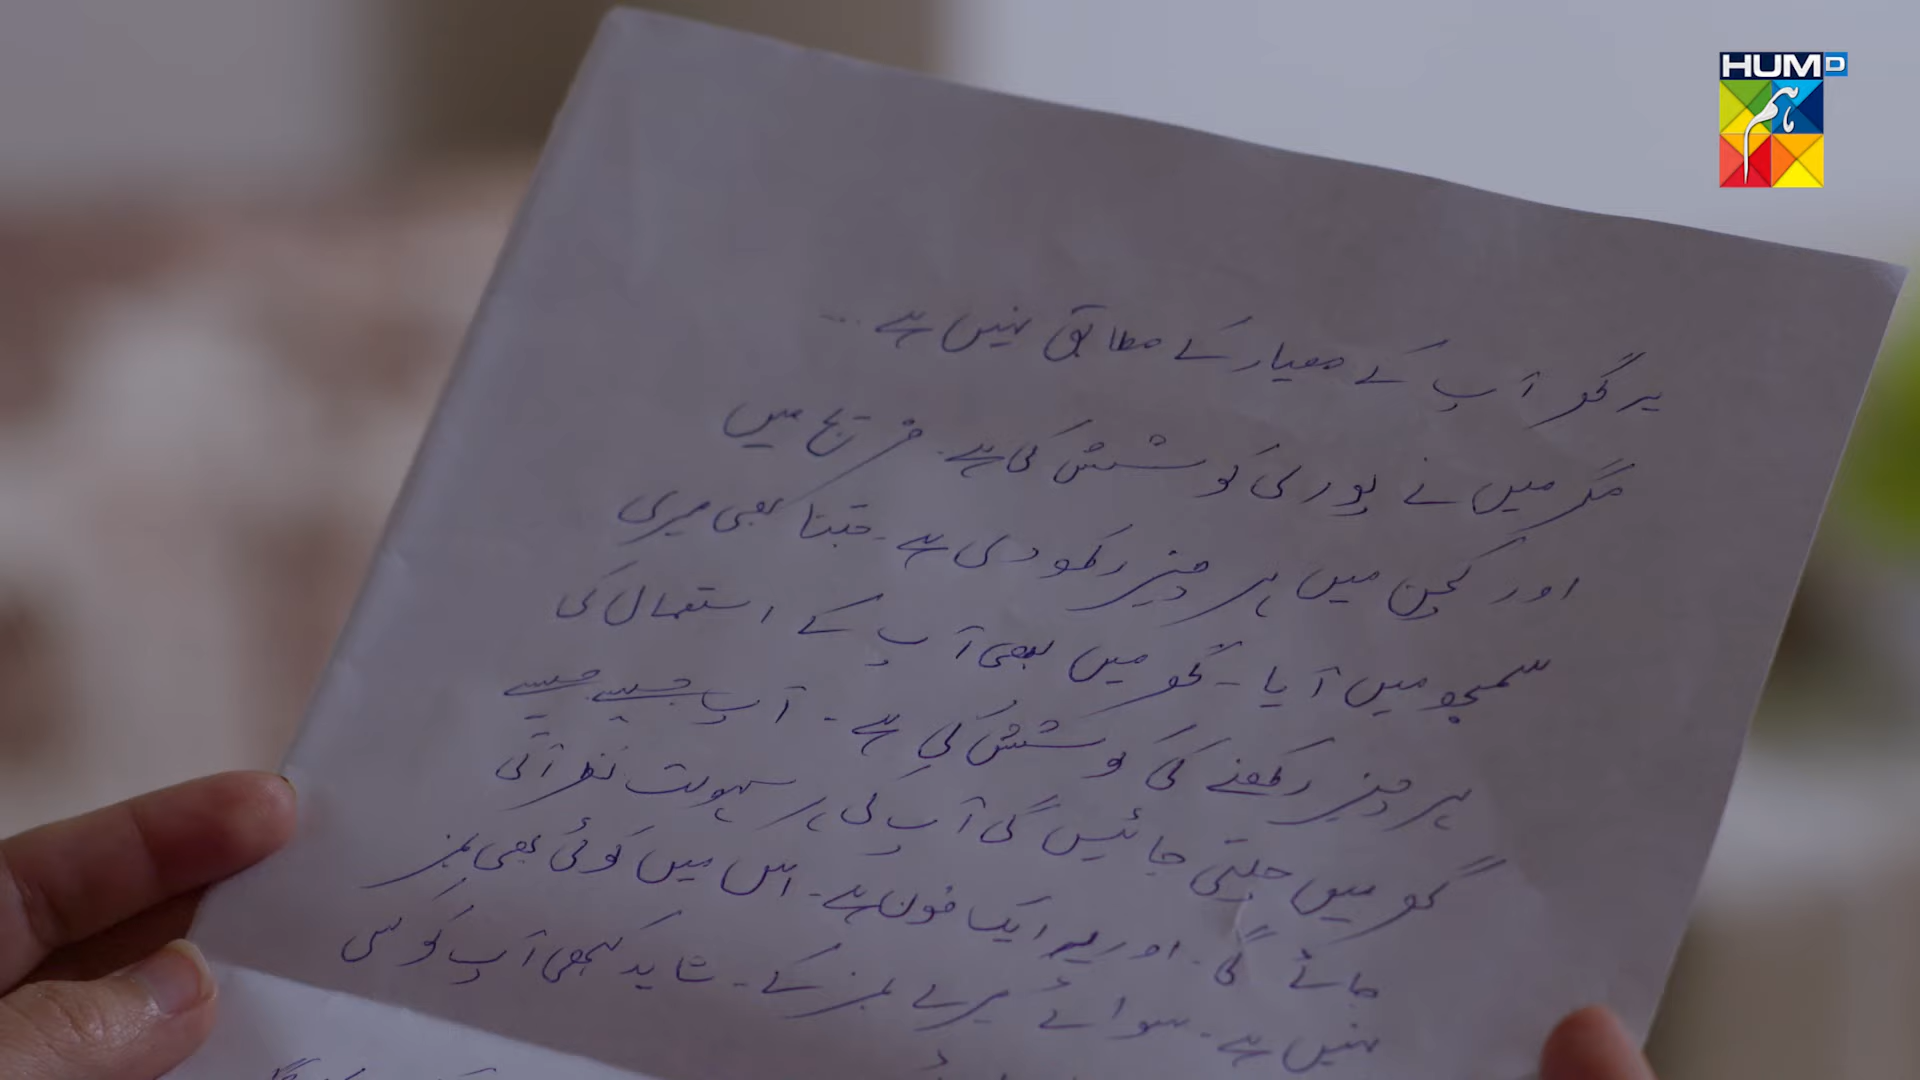 HUM
ہم
یہ گھر آپ کے معیار کے مطابق نہیں ہے ...
مگر میں نے پوری کوشش کی ہے۔ فریج میں
اور کچن میں ہر چیز رکھ دی ہے۔ جتنا بھی میری
سمجھ میں آیا۔ گھر میں بھی آپ کے استعمال کی
ہر چیز رکھنے کی کوشش کی ہے۔ آپ جیسے جیسے
گھر میں چلتی جائیں گی آپ کی ہر سہولت نظر آتی
جائے گی۔ اور یہ ایک فون ہے۔ اس میں کوئی بھی نمبر
نہیں ہے۔ سوائے میرے نمبر کے۔ شاید کبھی آپ کو کسی